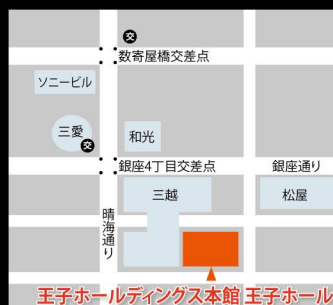 交
数寄屋橋交差点
ソニービル
三愛
交
和光
銀座4丁目交差点
銀座通り
三越
松屋
晴海通り
王子ホールディングス本館 王子ホール